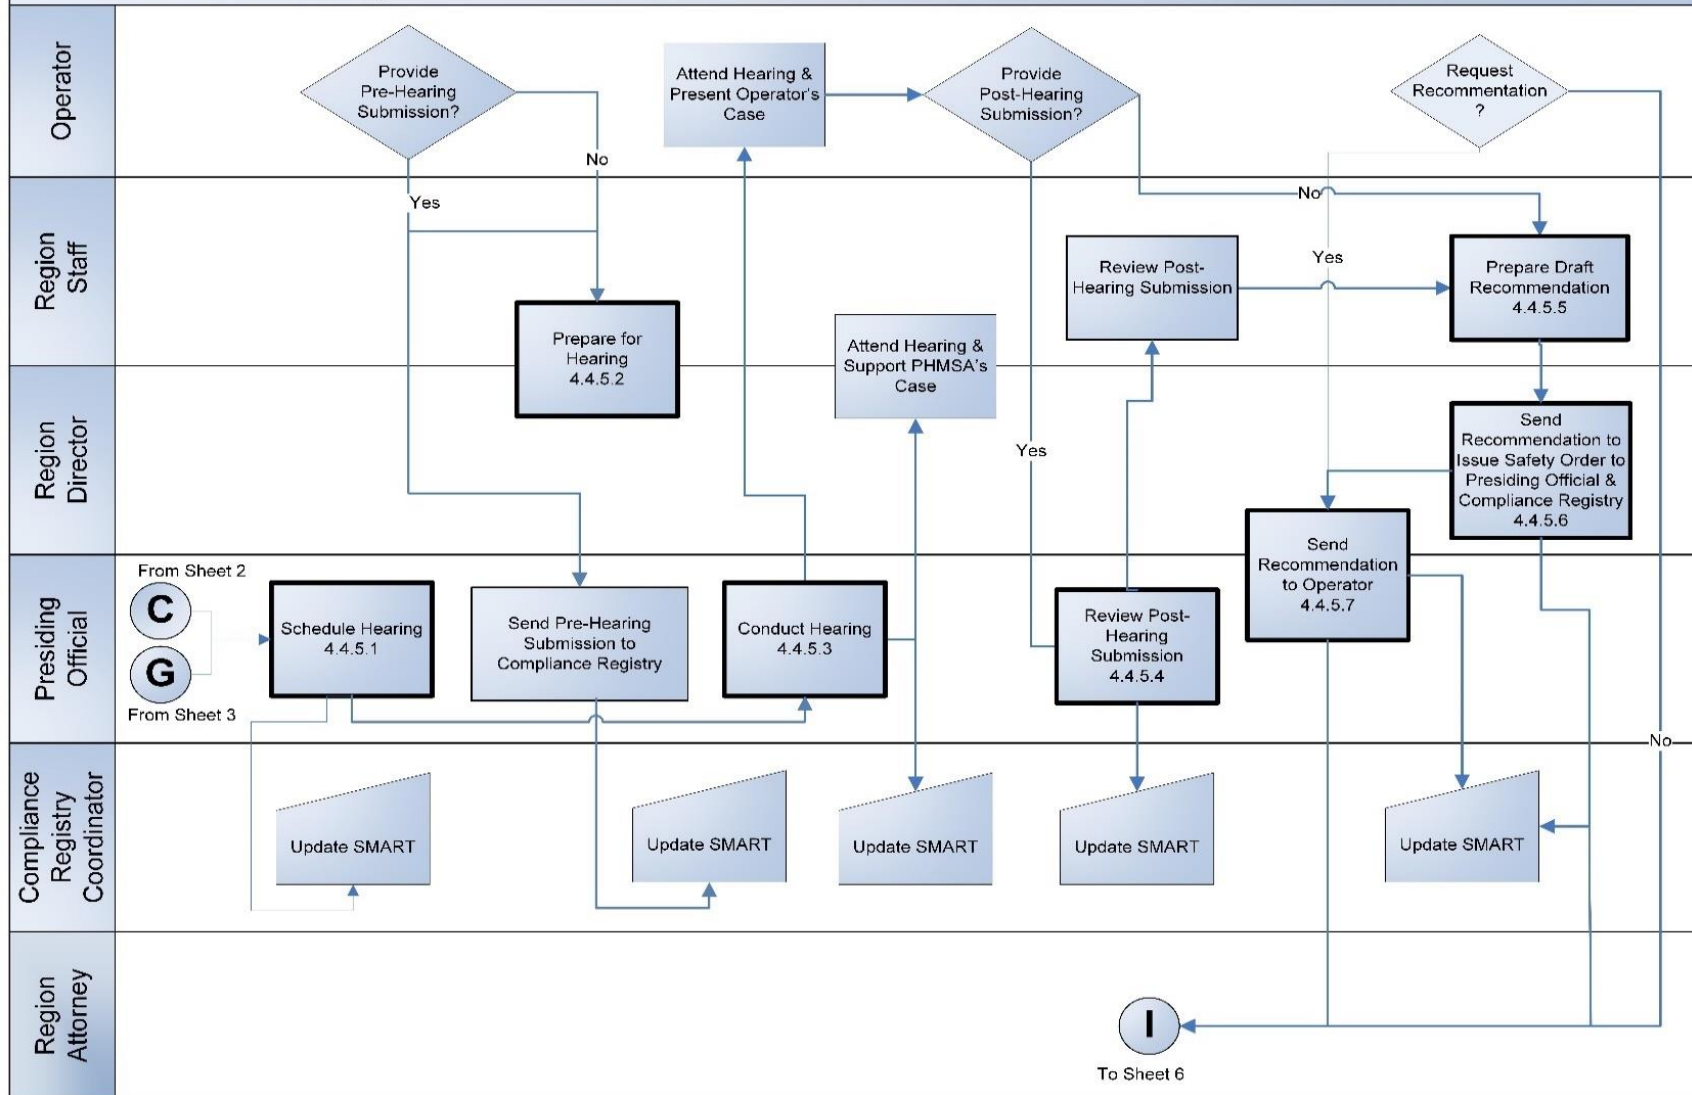 Operator
Provide
Pre-Hearing
Submission?
No
Yes
Attend Hearing &
Present Operator's
Case
Provide
Post-Hearing
Submission?
Request
Recommentation
?
No
Region
Staff
Prepare for
Hearing
4.4.5.2
Attend Hearing &
Support PHMSA's
Case
Review Post-
Hearing Submission
Yes
Prepare Draft
Recommendation
4.4.5.5
Region
Director
Yes
Send
Recommendation to
Issue Safety Order to
Presiding Official &
Compliance Registry
4.4.5.6
Send
Recommendation
to Operator
4.4.5.7
Presiding
Official
From Sheet 2
C
G
From Sheet 3
Schedule Hearing
4.4.5.1
Send Pre-Hearing
Submission to
Compliance Registry
Conduct Hearing
4.4.5.3
Review Post-
Hearing
Submission
4.4.5.4
No
Compliance
Registry
Coordinator
Update SMART
Update SMART
Update SMART
Update SMART
Update SMART
Region
Attorney
I
To Sheet 6